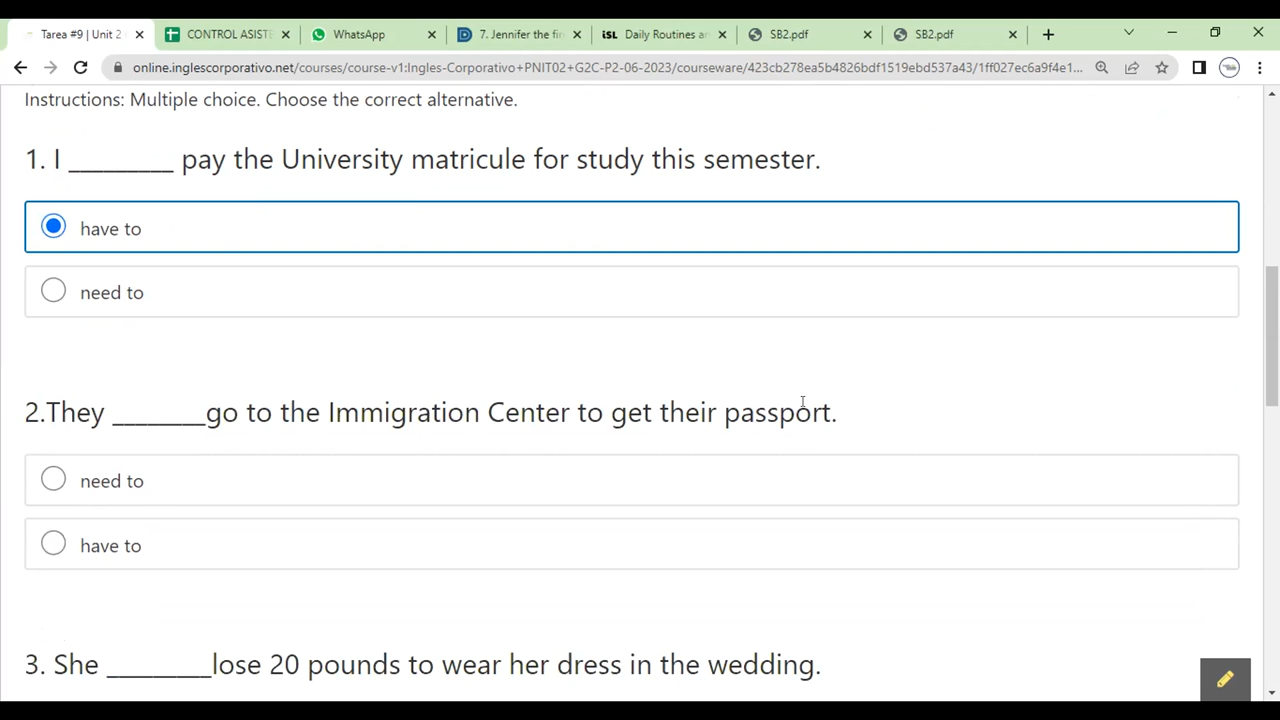 Tarea #9 | Unit 2
CONTROL ASISTE
WhatsApp
7. Jennifer the fir
iSL Daily Routines a
SB2.pdf
SB2.pdf
online.inglescorporativo.net/courses/course-v1:Ingles-Corporativo+PNIT02+G2C-P2-06-2023/courseware/423cb278ea5b4826bdf1519ebd537a43/1ff027ec6a9f4e1...
Instructions: Multiple choice. Choose the correct alternative.
1. I _________ pay the University matricule for study this semester.
have to
need to
2.They ________go to the Immigration Center to get their passport.
need to
have to
3. She _________lose 20 pounds to wear her dress in the wedding.